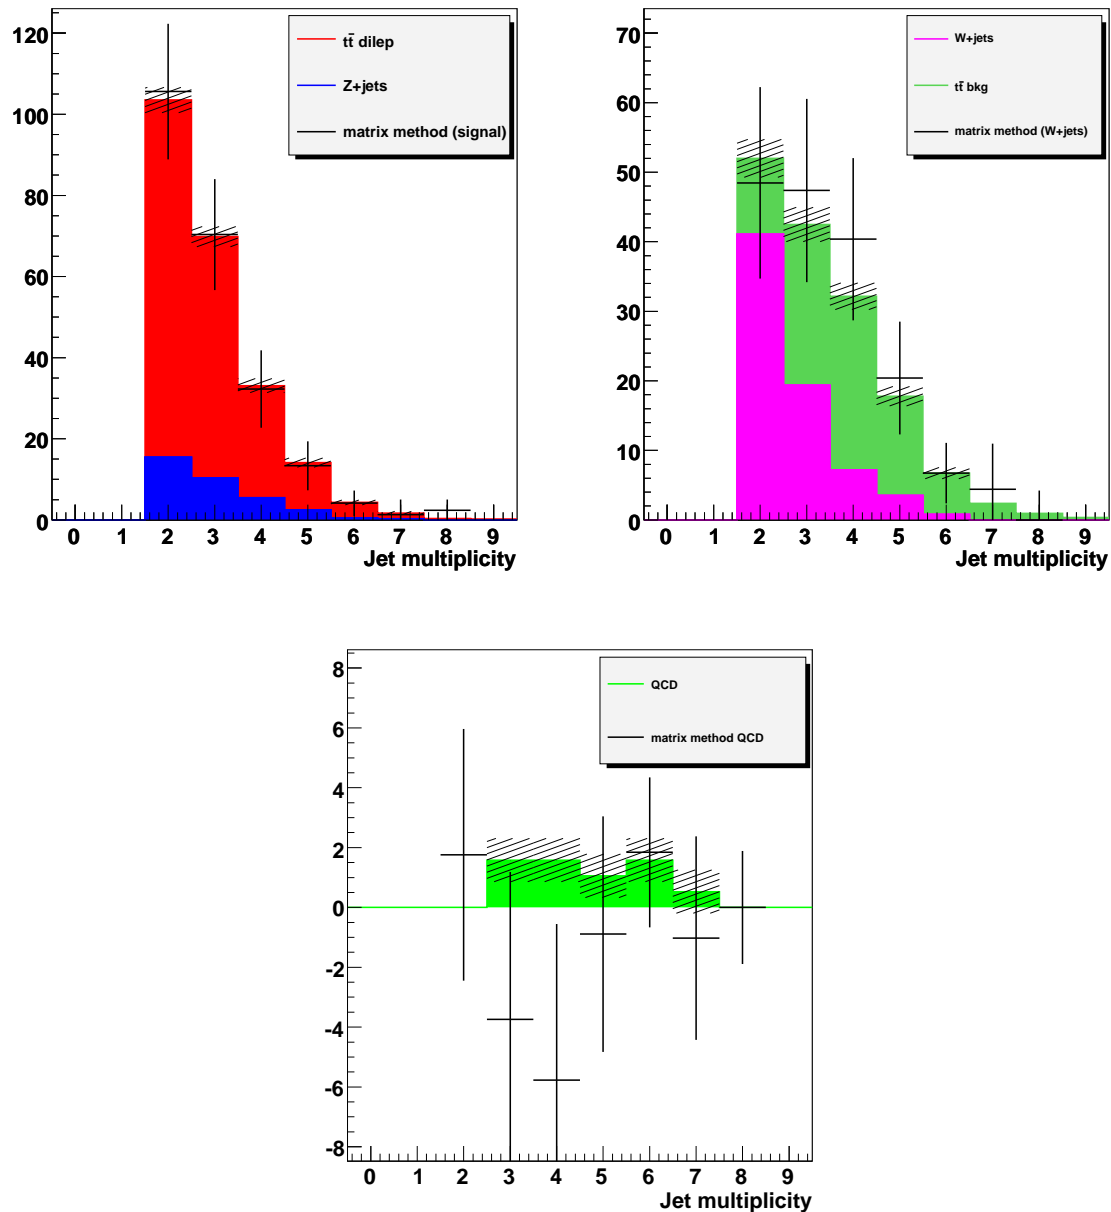 120
100
80
60
40
20
0
0 1 2 3 4 5 6 7 8 9
Jet multiplicity
tt̄ dilep
Z+jets
matrix method (signal)
70
60
50
40
30
20
10
0
0 1 2 3 4 5 6 7 8 9
Jet multiplicity
W+jets
tt̄ bkg
matrix method (W+jets)
8
6
4
2
0
-2
-4
-6
-8
0 1 2 3 4 5 6 7 8 9
Jet multiplicity
QCD
matrix method QCD